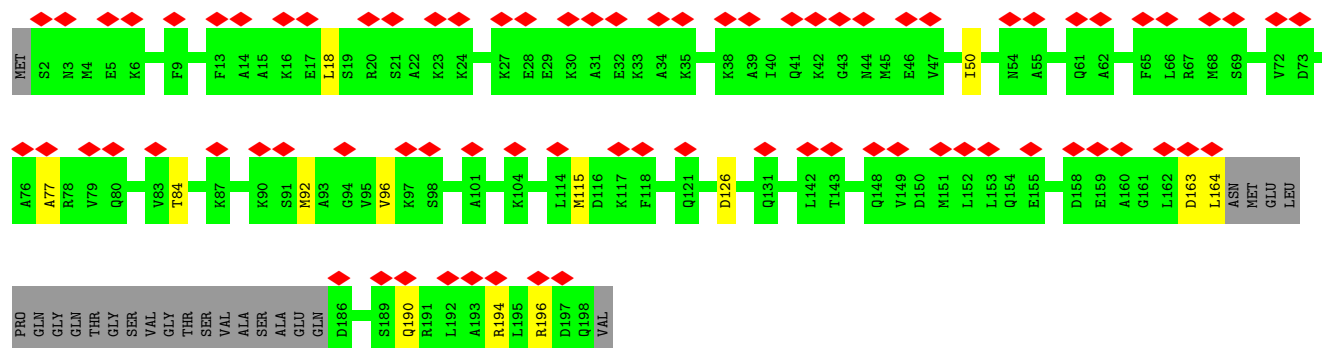 MET S2 N3 M4 E5 K6 F9 F13 A14 A15 K16 E17 L18 S19 R20 S21 A22 K23 K24 K27 E28 E29 K30 A31 E32 K33 A34 K35 K38 A39 I40 Q41 K42 G43 N44 M45 E46 V47 I50 N54 A55 Q61 A62 F65 L66 R67 M68 S69 V72 D73
A76 A77 R78 V79 Q80 V83 T84 K87 K90 S91 M92 A93 G94 V95 V96 K97 S98 A101 K104 L114 M115 D116 K117 F118 Q121 D126 Q131 L142 T143 Q148 V149 D150 M151 L152 L153 Q154 E155 D158 E159 A160 G161 L162 D163 L164 ASN MET GLU LEU
PRO GLN GLY GLN THR GLY SER VAL GLY THR SER VAL ALA SER ALA GLU GLN D186 S189 Q190 R191 L192 A193 R194 L195 R196 D197 Q198 VAL